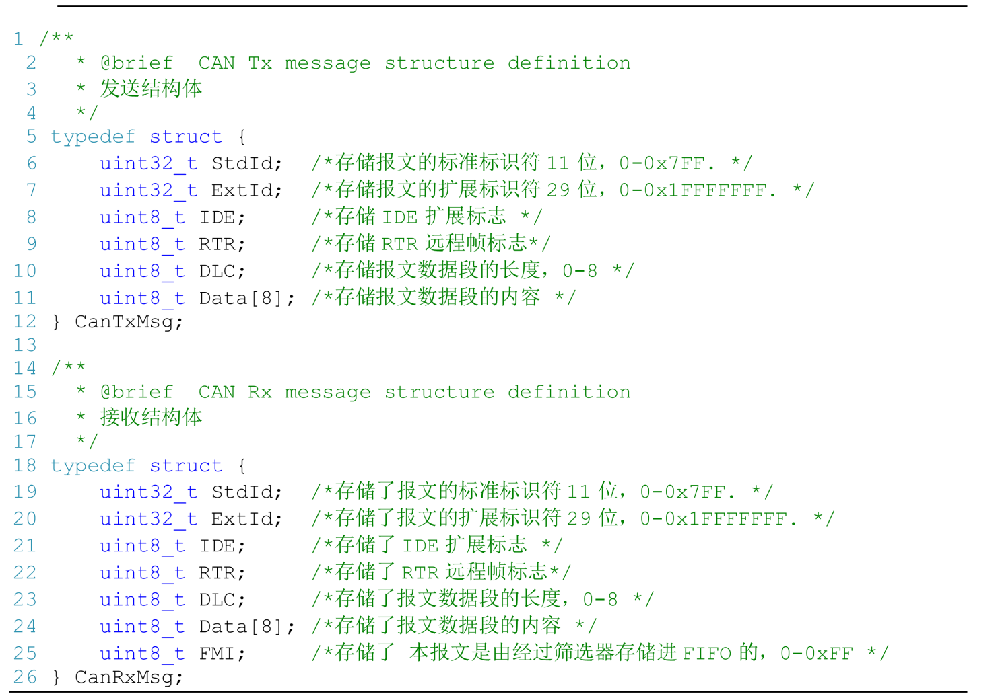 1 /**
2 * @brief CAN Tx message structure definition
3 * 发送结构体
4 */
5 typedef struct {
6 uint32_t StdId; /*存储报文的标准标识符 11 位，0-0x7FF. */
7 uint32_t ExtId; /*存储报文的扩展标识符 29 位，0-0x1FFFFFFF. */
8 uint8_t IDE; /*存储 IDE 扩展标志 */
9 uint8_t RTR; /*存储 RTR 远程帧标志*/
10 uint8_t DLC; /*存储报文数据段的长度，0-8 */
11 uint8_t Data[8]; /*存储报文数据段的内容 */
12 } CanTxMsg;
13
14 /**
15 * @brief CAN Rx message structure definition
16 * 接收结构体
17 */
18 typedef struct {
19 uint32_t StdId; /*存储了报文的标准标识符 11 位，0-0x7FF. */
20 uint32_t ExtId; /*存储了报文的扩展标识符 29 位，0-0x1FFFFFFF. */
21 uint8_t IDE; /*存储了 IDE 扩展标志 */
22 uint8_t RTR; /*存储了 RTR 远程帧标志*/
23 uint8_t DLC; /*存储了报文数据段的长度，0-8 */
24 uint8_t Data[8]; /*存储了报文数据段的内容 */
25 uint8_t FMI; /*存储了 本报文是由经过筛选器存储进 FIFO 的，0-0xFF */
26 } CanRxMsg;